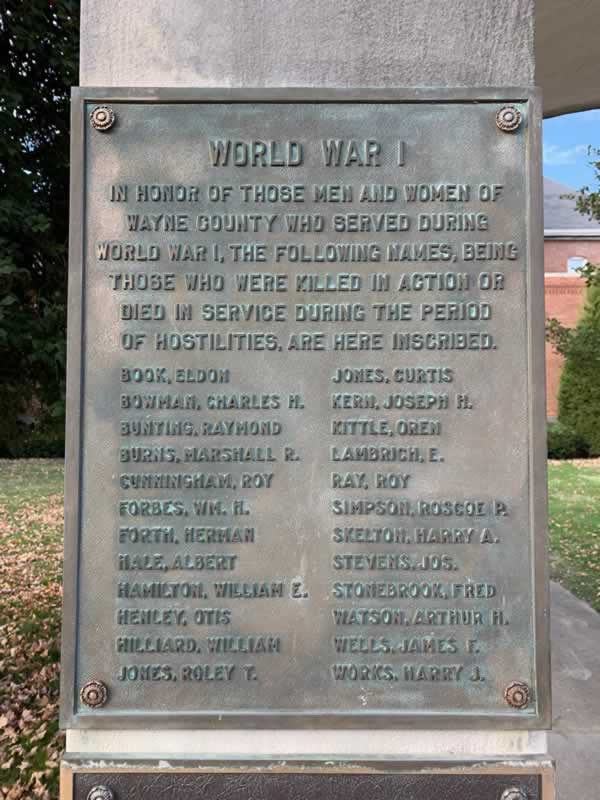 WORLD WAR I
IN HONOR OF THOSE MEN AND WOMEN OF
WAYNE COUNTY WHO SERVED DURING
WORLD WAR I, THE FOLLOWING NAMES, BEING
THOSE WHO WERE KILLED IN ACTION OR
DIED IN SERVICE DURING THE PERIOD
OF HOSTILITIES, ARE HERE INSCRIBED.
BOOK, ELDON
BOWMAN, CHARLES H.
BUNTING, RAYMOND
BURNS, MARSHALL R.
CUNNINGHAM, ROY
FORBES, WM. H.
FORTH, HERMAN
HALE, ALBERT
HAMILTON, WILLIAM E.
HENLEY, OTIS
HILLIARD, WILLIAM
JONES, ROLEY T.
JONES, CURTIS
KERN, JOSEPH H.
KITTLE, OREN
LAMBRICH, E.
RAY, ROY
SIMPSON, ROSCOE P.
SKELTON, HARRY A.
STEVENS, JOS.
STONEBROOK, FRED
WATSON, ARTHUR H.
WELLS, JAMES F.
WORKS, HARRY J.